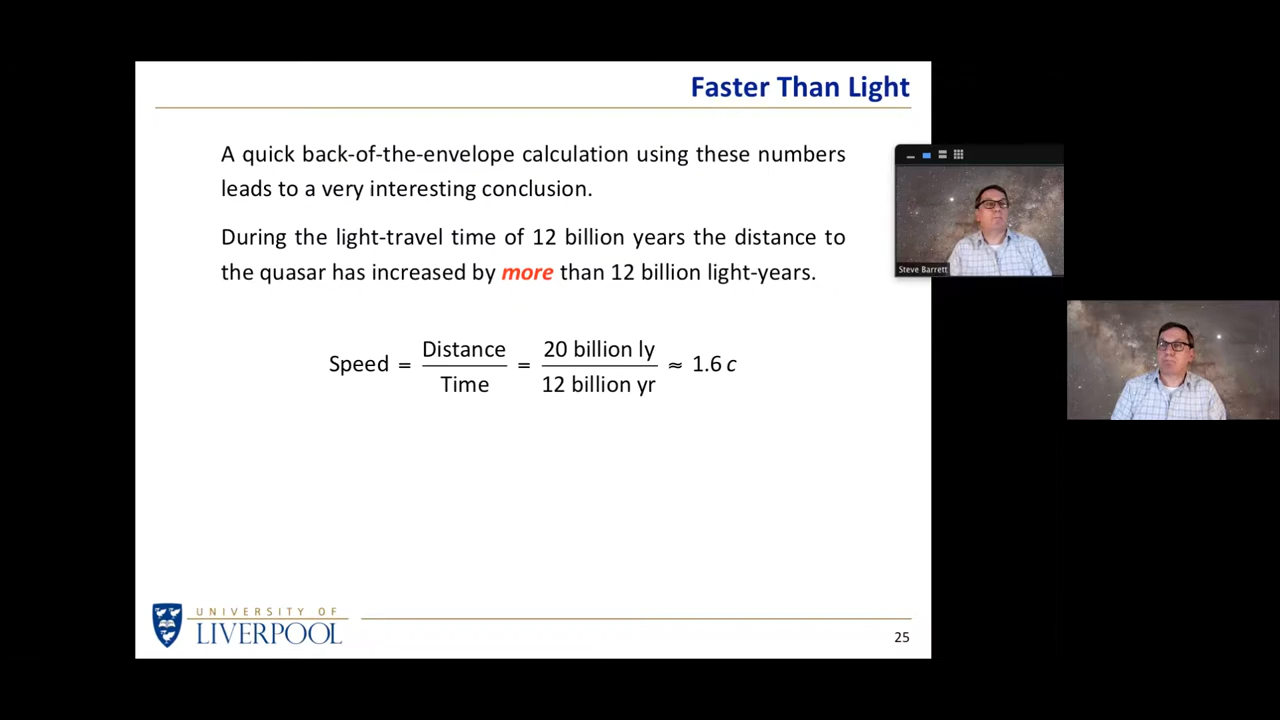 Faster Than Light
A quick back-of-the-envelope calculation using these numbers
leads to a very interesting conclusion.
During the light-travel time of 12 billion years the distance to
the quasar has increased by more than 12 billion light-years.
Speed = Distance / Time = 20 billion ly / 12 billion yr ≈ 1.6 c
Steve Barrett
UNIVERSITY OF
LIVERPOOL
25